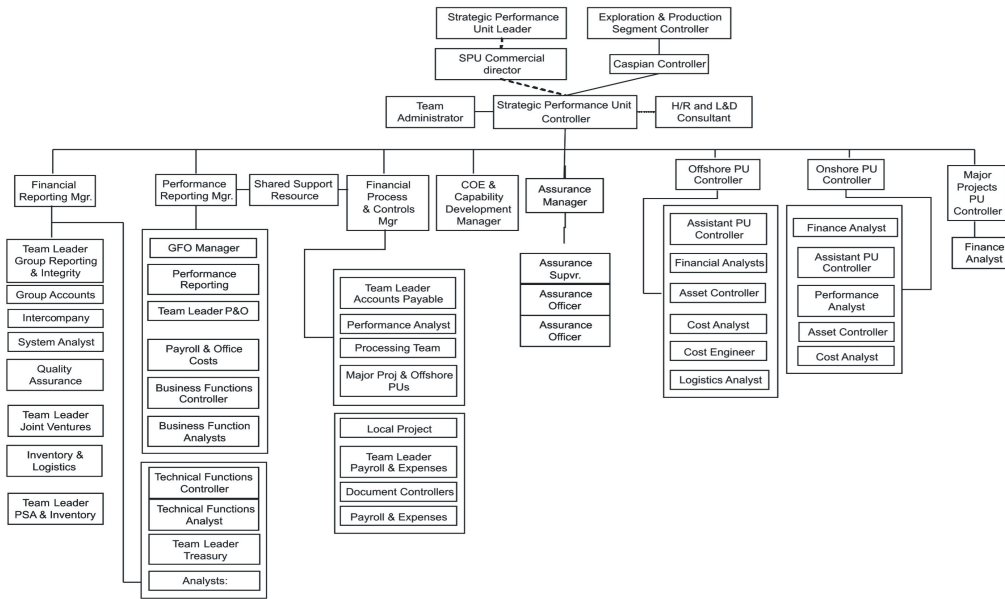 Strategic Performance
Unit Leader
Exploration & Production
Segment Controller
SPU Commercial
director
Caspian Controller
Team
Administrator
Strategic Performance Unit
Controller
H/R and L&D
Consultant
Financial
Reporting Mgr.
Performance
Reporting Mgr.
Shared Support
Resource
Financial
Process
& Controls
Mgr
COE &
Capability
Development
Manager
Assurance
Manager
Offshore PU
Controller
Onshore PU
Controller
Major
Projects
PU
Controller
Team Leader
Group Reporting
& Integrity
Group Accounts
Intercompany
System Analyst
Quality
Assurance
Team Leader
Joint Ventures
Inventory &
Logistics
Team Leader
PSA & Inventory
GFO Manager
Performance
Reporting
Team Leader P&O
Payroll & Office
Costs
Business Functions
Controller
Business Function
Analysts
Technical Functions
Controller
Technical Functions
Analyst
Team Leader
Treasury
Analysts:
Team Leader
Accounts Payable
Performance Analyst
Processing Team
Major Proj & Offshore
PUs
Local Project
Team Leader
Payroll & Expenses
Document Controllers
Payroll & Expenses
Assurance
Supvr.
Assurance
Officer
Assurance
Officer
Assistant PU
Controller
Financial Analysts
Asset Controller
Cost Analyst
Cost Engineer
Logistics Analyst
Finance Analyst
Assistant PU
Controller
Performance
Analyst
Asset Controller
Cost Analyst
Finance
Analyst